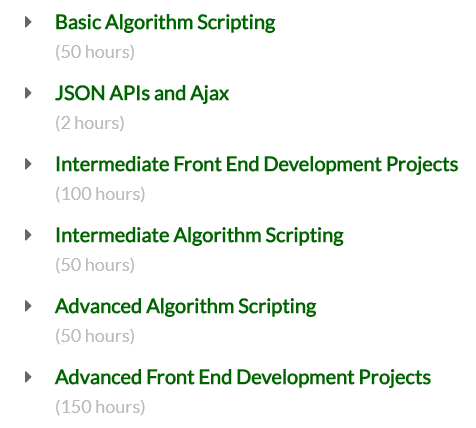 Basic Algorithm Scripting
(50 hours)
JSON APIs and Ajax
(2 hours)
Intermediate Front End Development Projects
(100 hours)
Intermediate Algorithm Scripting
(50 hours)
Advanced Algorithm Scripting
(50 hours)
Advanced Front End Development Projects
(150 hours)